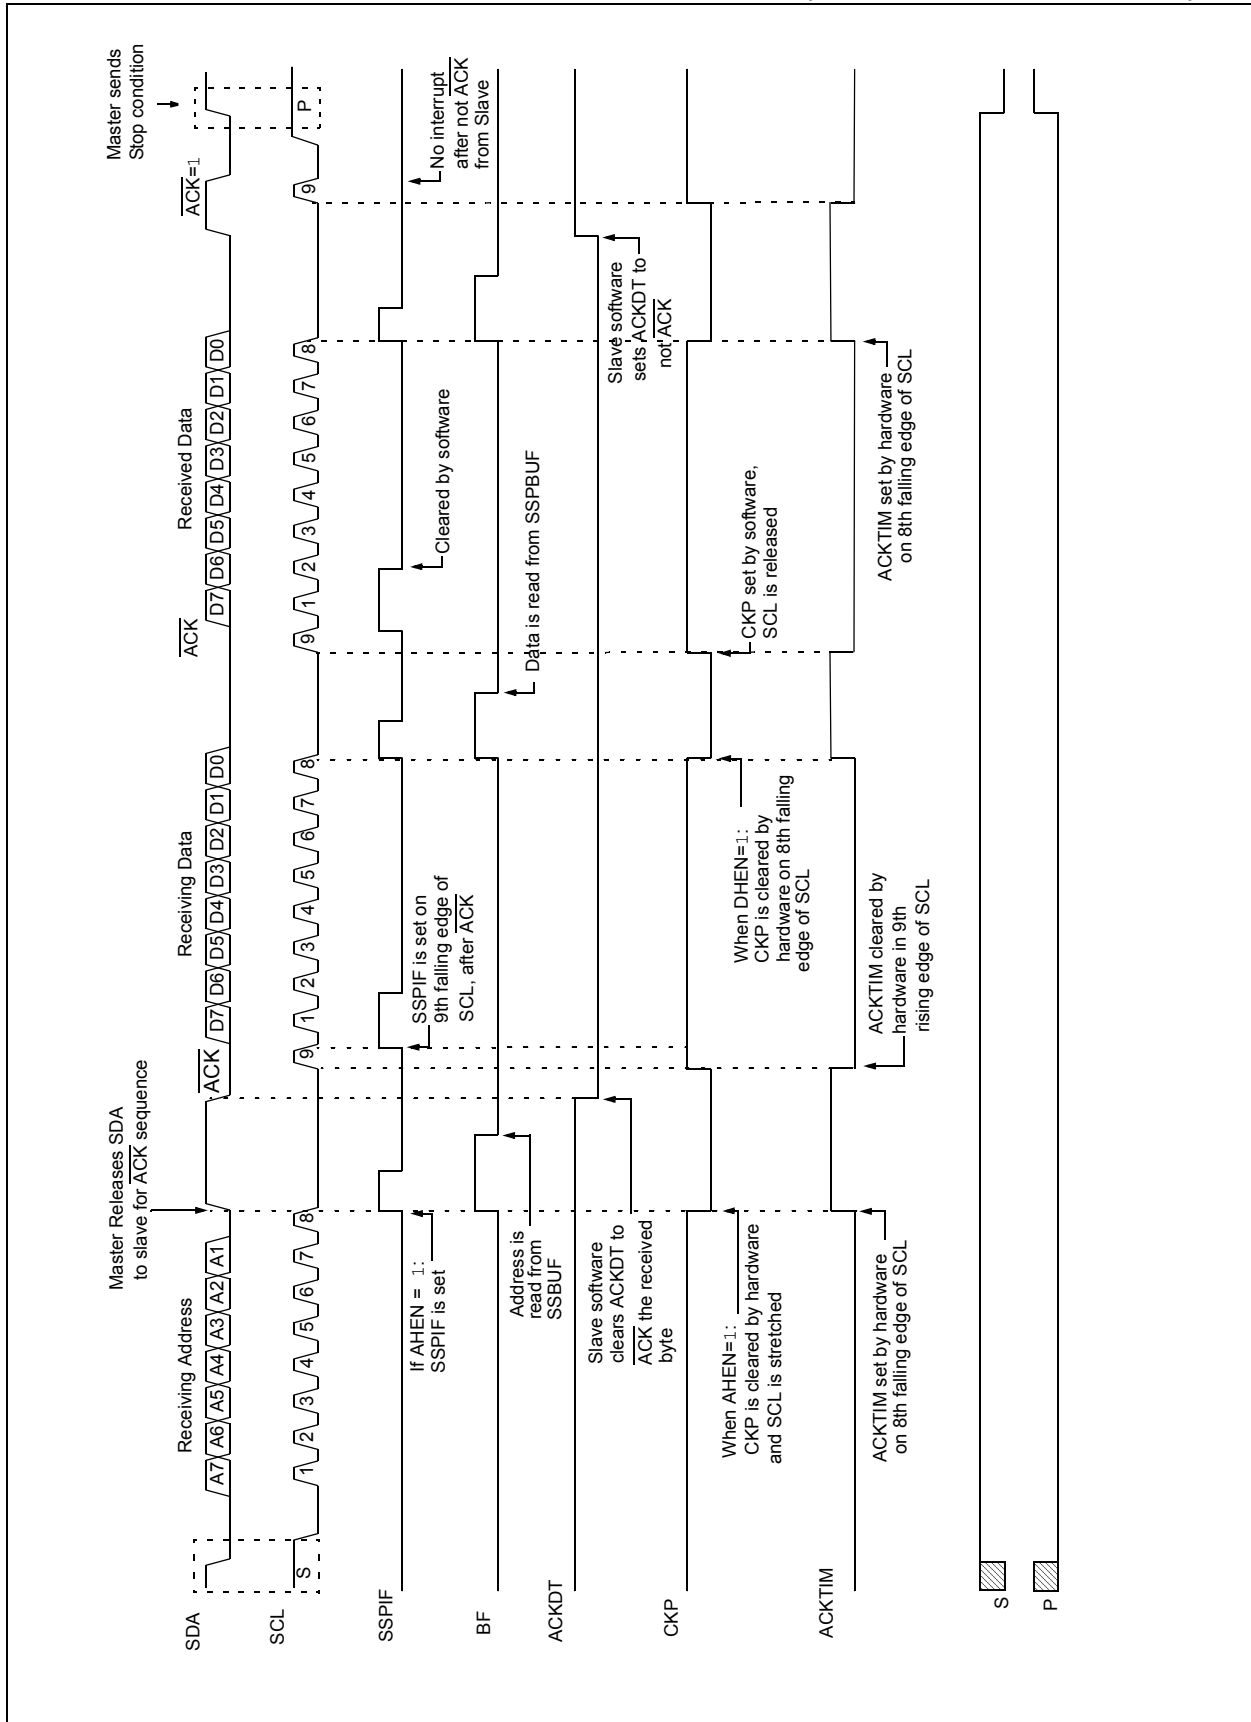 Master Releases SDA
to slave for ACK sequence
Master sends
Stop condition
Receiving Address
Receiving Data
Received Data
ACK
ACK
ACK=1
SDA
A7 A6 A5 A4 A3 A2 A1
D7 D6 D5 D4 D3 D2 D1 D0
D7 D6 D5 D4 D3 D2 D1 D0
SCL
S
1 2 3 4 5 6 7 8 9
1 2 3 4 5 6 7 8 9
1 2 3 4 5 6 7 8 9
P
SSPIF
If AHEN = 1:
SSPIF is set
SSPIF is set on
9th falling edge of
SCL, after ACK
Cleared by software
No interrupt
after not ACK
from Slave
BF
Address is
read from
SSBUF
Data is read from SSPBUF
ACKDT
Slave software
clears ACKDT to
ACK the received
byte
Slave software
sets ACKDT to
not ACK
CKP
When AHEN=1:
CKP is cleared by hardware
and SCL is stretched
When DHEN=1:
CKP is cleared by
hardware on 8th falling
edge of SCL
CKP set by software,
SCL is released
ACKTIM
ACKTIM set by hardware
on 8th falling edge of SCL
ACKTIM cleared by
hardware in 9th
rising edge of SCL
ACKTIM set by hardware
on 8th falling edge of SCL
S
P